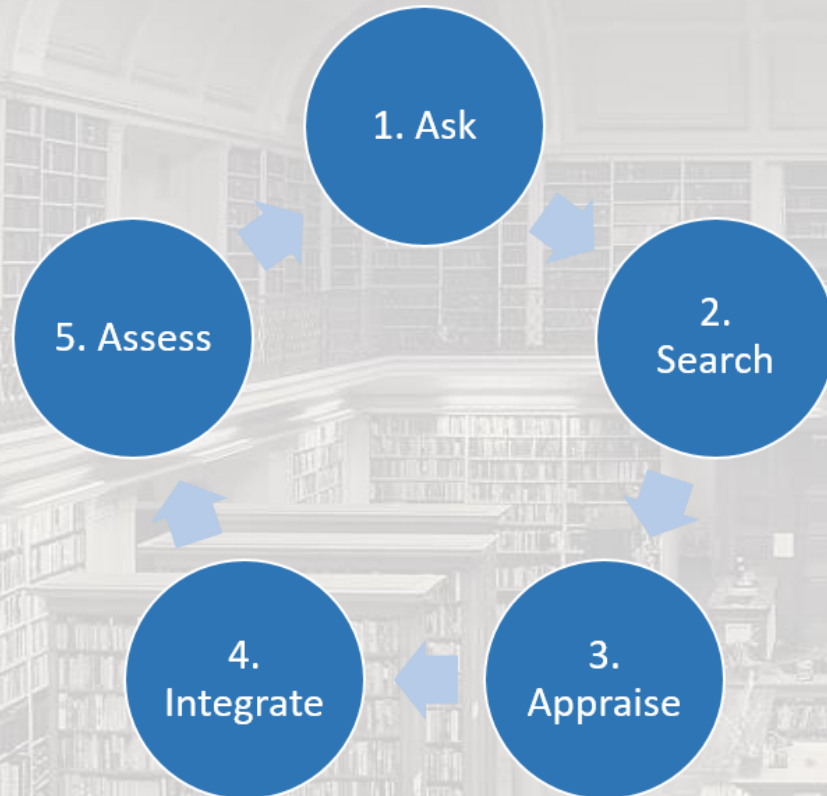 1. Ask
2.
Search
3.
Appraise
4.
Integrate
5. Assess